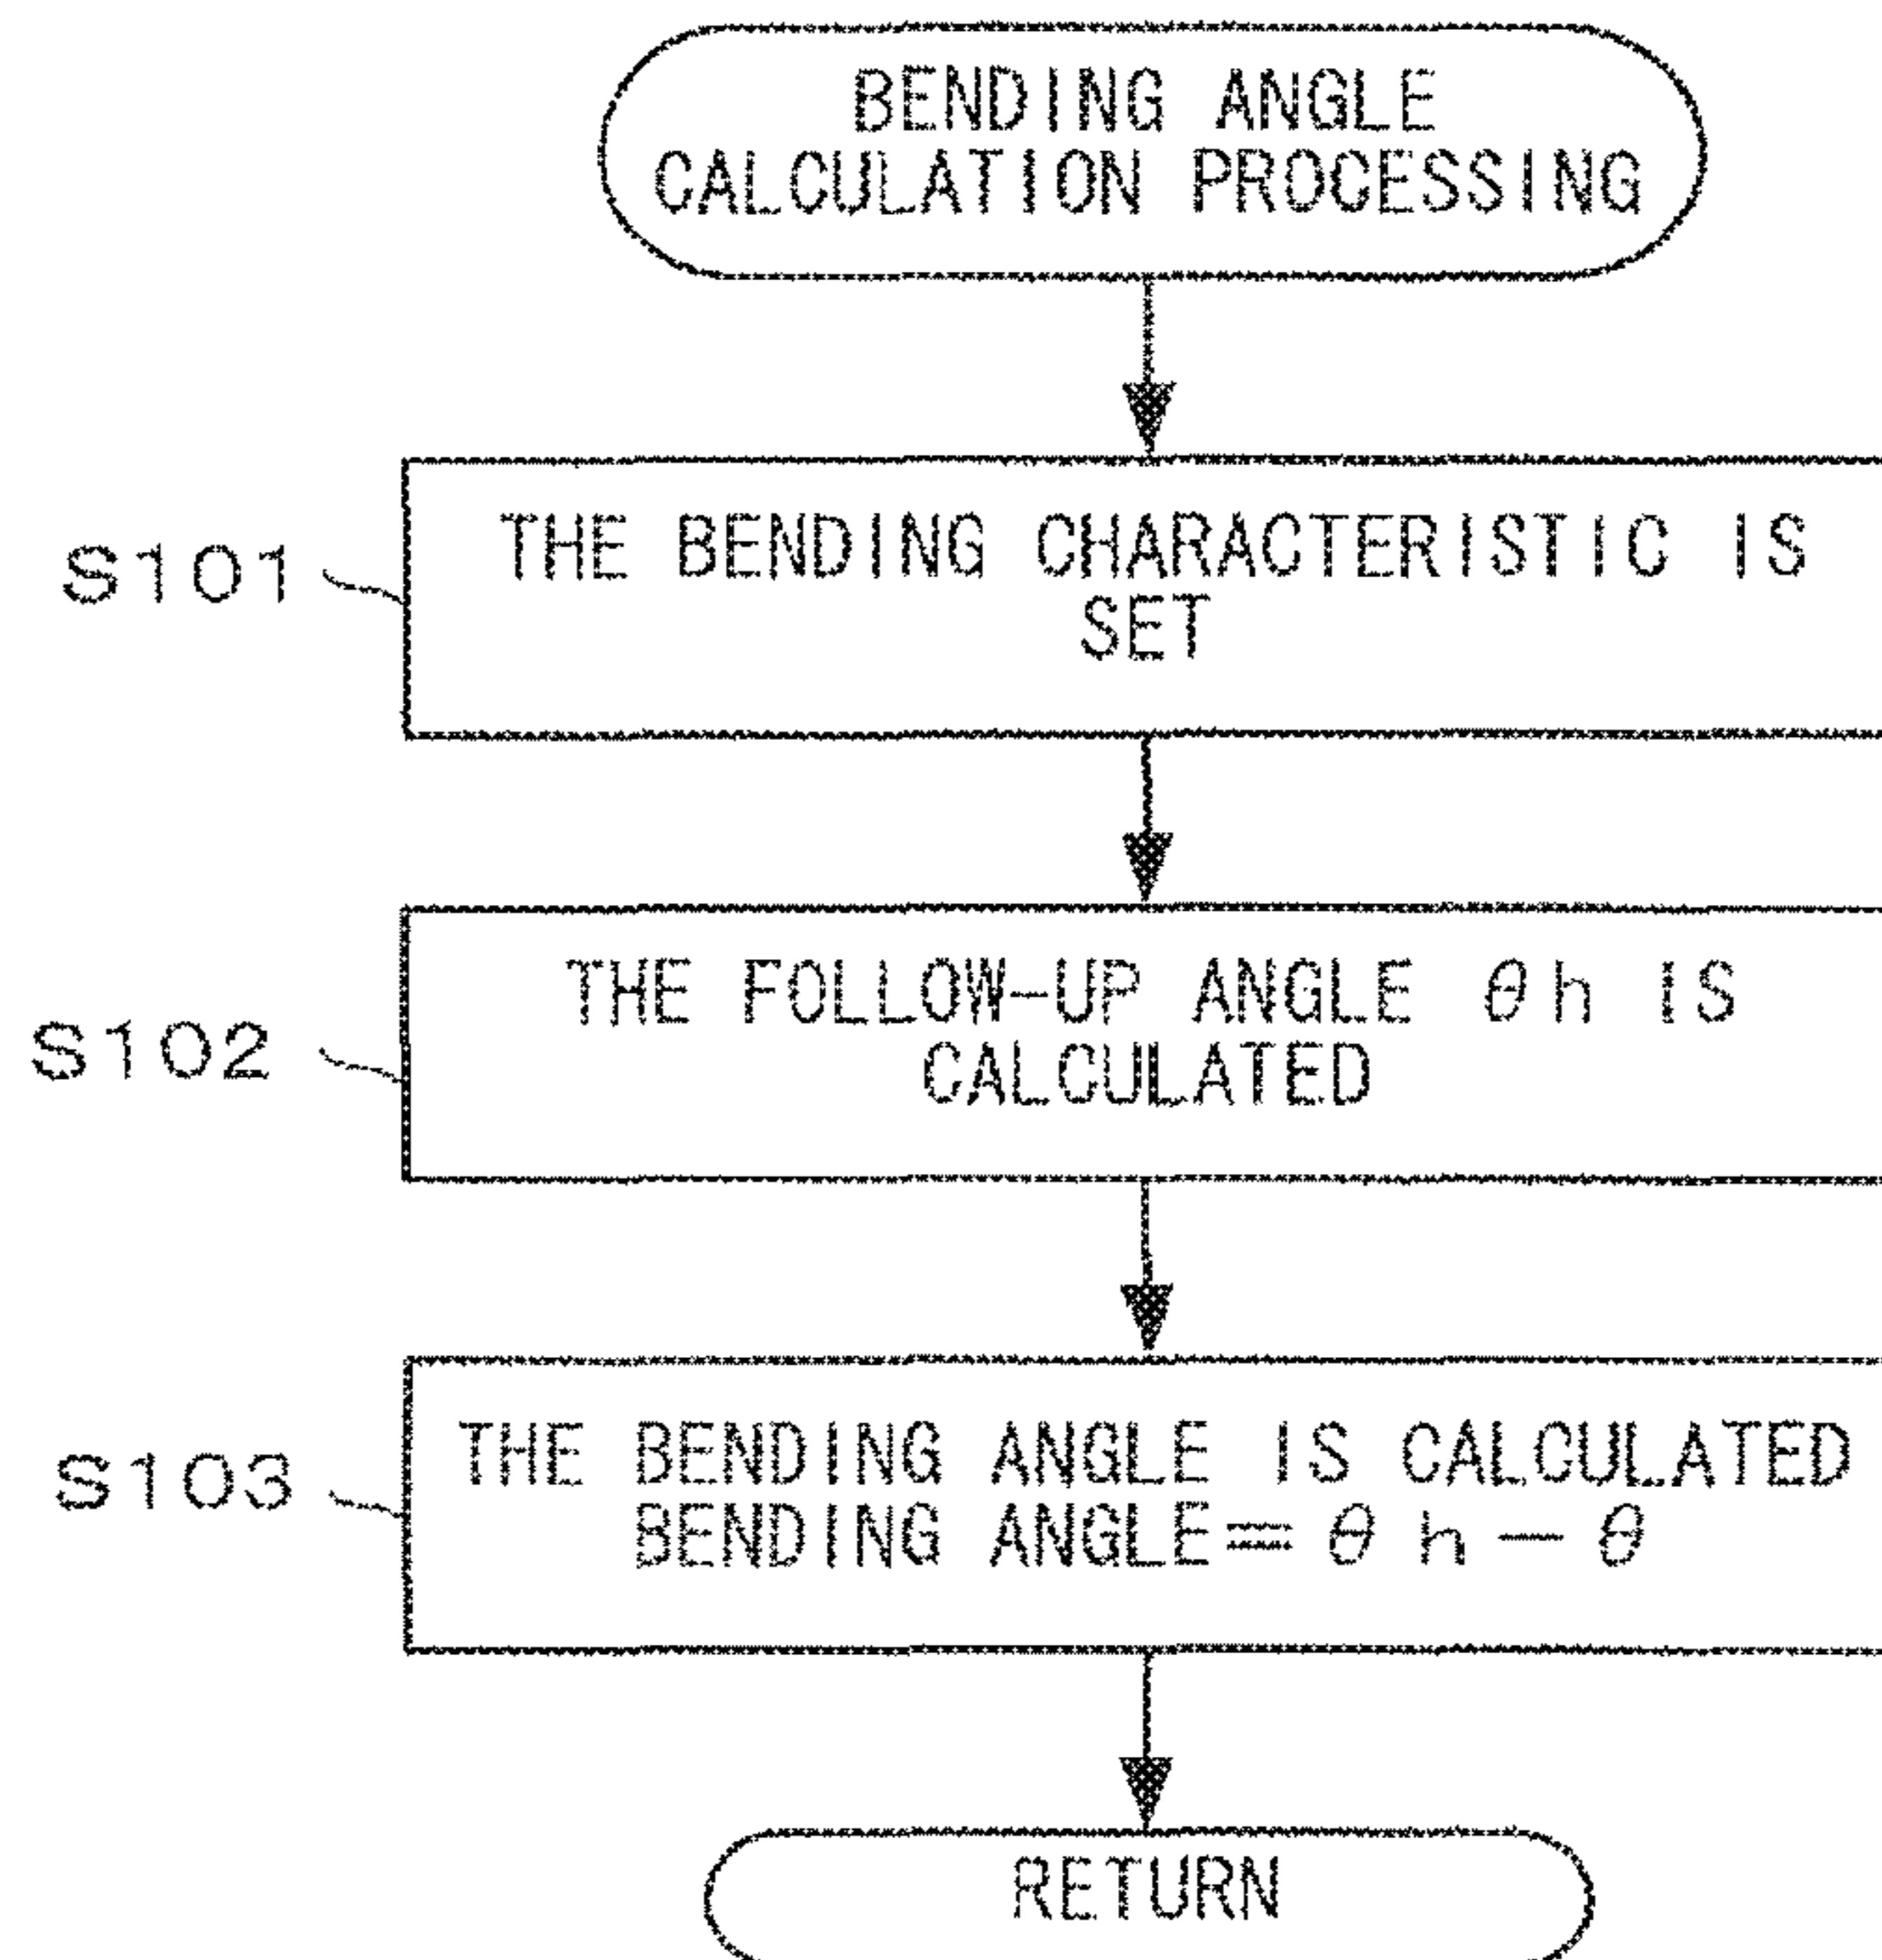 BENDING ANGLE
CALCULATION PROCESSING
S101
THE BENDING CHARACTERISTIC IS
SET
S102
THE FOLLOW-UP ANGLE θh IS
CALCULATED
S103
THE BENDING ANGLE IS CALCULATED
BENDING ANGLE=θh-θ
RETURN